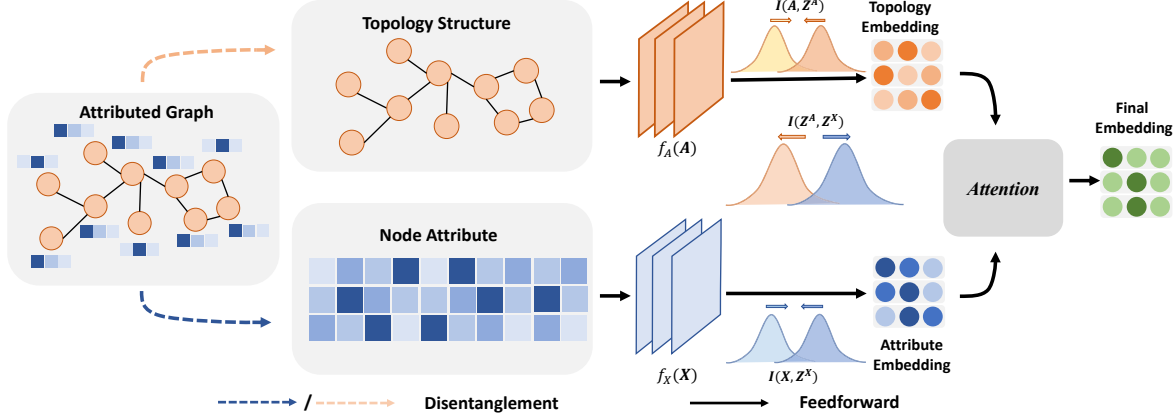 Attributed Graph
Topology Structure
f_A(A)
I(A, Z^A)
Topology
Embedding
I(Z^A, Z^X)
Attention
Final
Embedding
Node Attribute
f_X(X)
I(X, Z^X)
Attribute
Embedding
/ Disentanglement
Feedforward